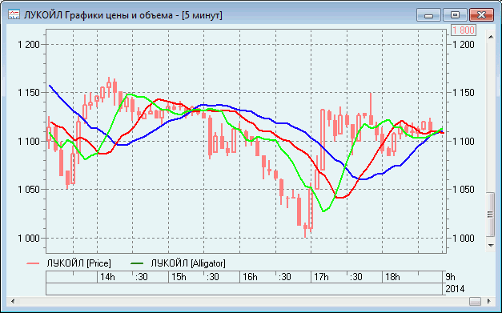 ЛУКОЙЛ Графики цены и объема - [5 минут]
1 800
1 200 1 200
1 150 1 150
1 100 1 100
1 050 1 050
1 000 1 000
ЛУКОЙЛ [Price] ЛУКОЙЛ [Alligator]
14h :30 15h :30 16h :30 17h :30 18h 9h
2014